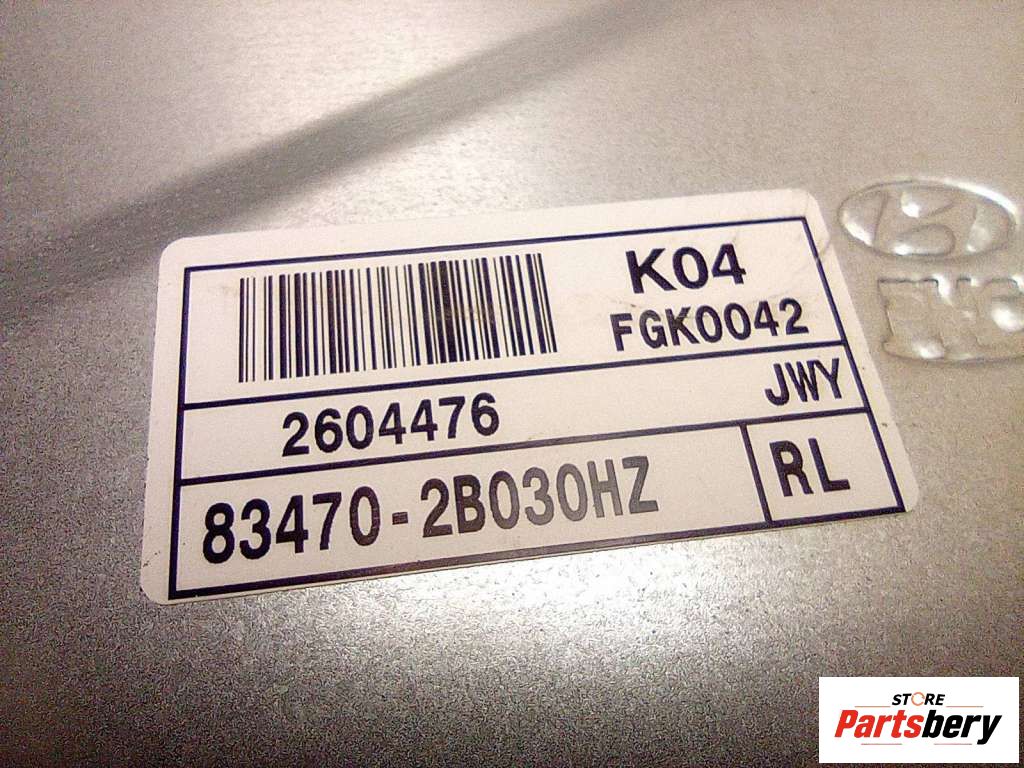 K04
FGK0042
2604476
JWY
83470-2B030HZ
RL
STORE
Partsbery